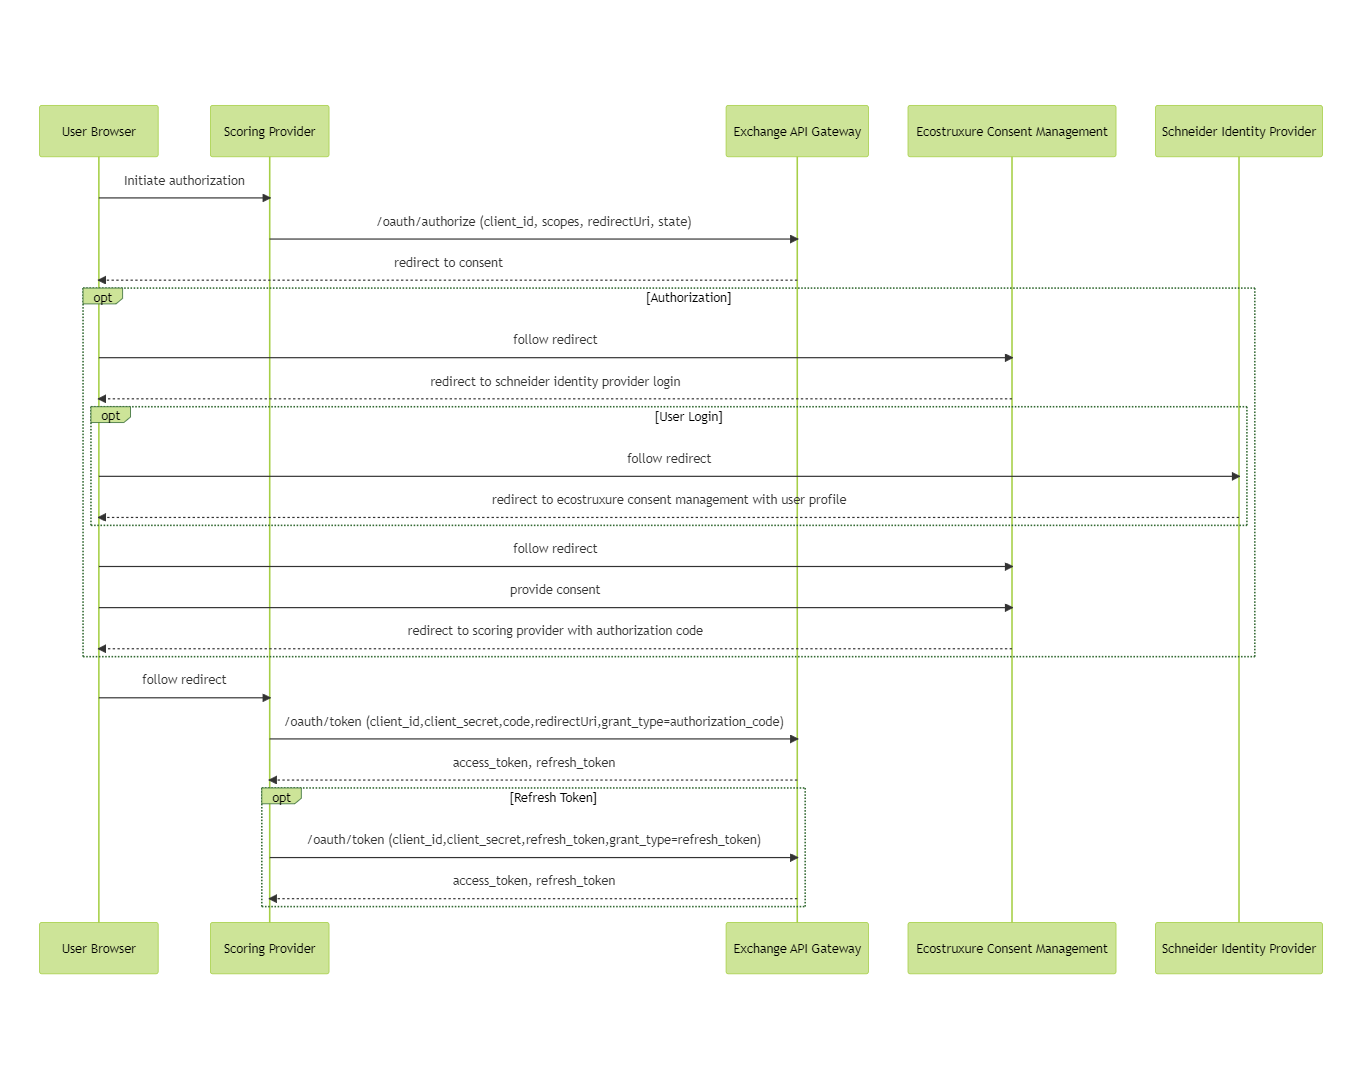 User Browser
Scoring Provider
Exchange API Gateway
Ecostruxure Consent Management
Schneider Identity Provider
Initiate authorization
/oauth/authorize (client_id, scopes, redirectUri, state)
redirect to consent
opt
[Authorization]
follow redirect
redirect to schneider identity provider login
opt
[User Login]
follow redirect
redirect to ecostruxure consent management with user profile
follow redirect
provide consent
redirect to scoring provider with authorization code
follow redirect
/oauth/token (client_id,client_secret,code,redirectUri,grant_type=authorization_code)
access_token, refresh_token
opt
[Refresh Token]
/oauth/token (client_id,client_secret,refresh_token,grant_type=refresh_token)
access_token, refresh_token
User Browser
Scoring Provider
Exchange API Gateway
Ecostruxure Consent Management
Schneider Identity Provider